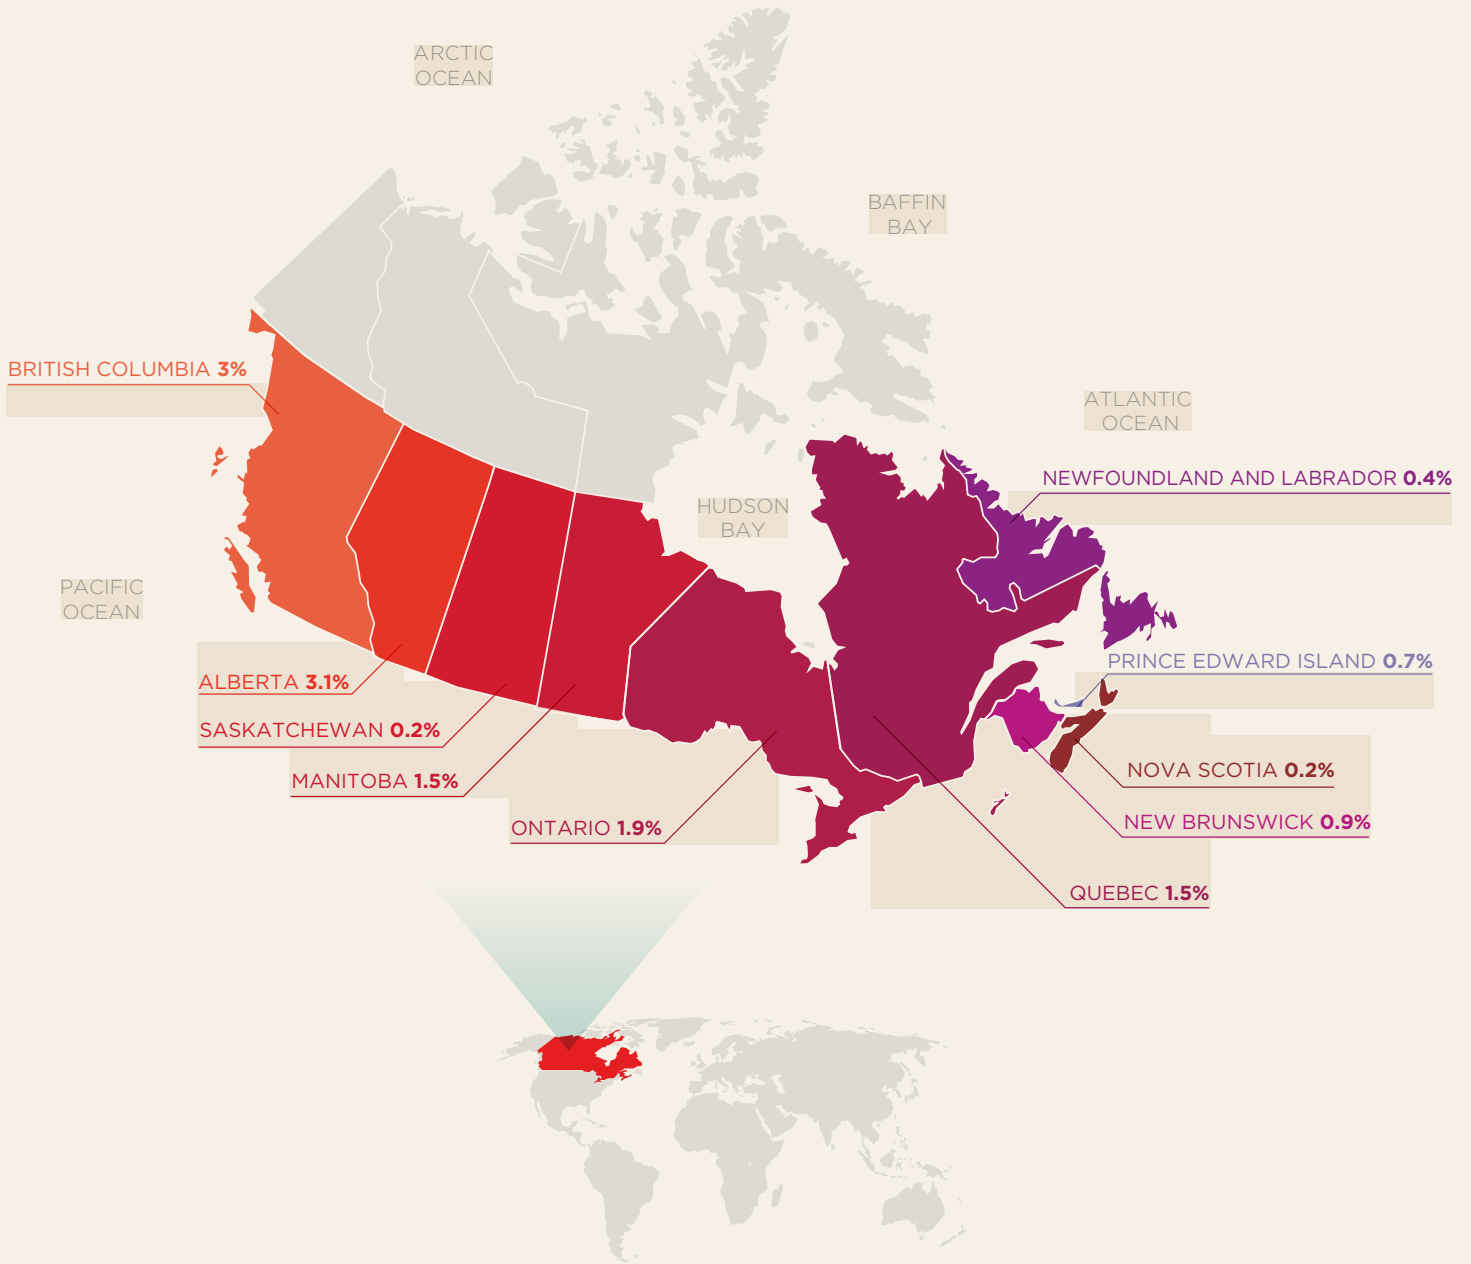 ARCTIC
OCEAN
BAFFIN
BAY
BRITISH COLUMBIA 3%
ATLANTIC
OCEAN
NEWFOUNDLAND AND LABRADOR 0.4%
HUDSON
BAY
PACIFIC
OCEAN
PRINCE EDWARD ISLAND 0.7%
ALBERTA 3.1%
SASKATCHEWAN 0.2%
MANITOBA 1.5%
NOVA SCOTIA 0.2%
ONTARIO 1.9%
NEW BRUNSWICK 0.9%
QUEBEC 1.5%